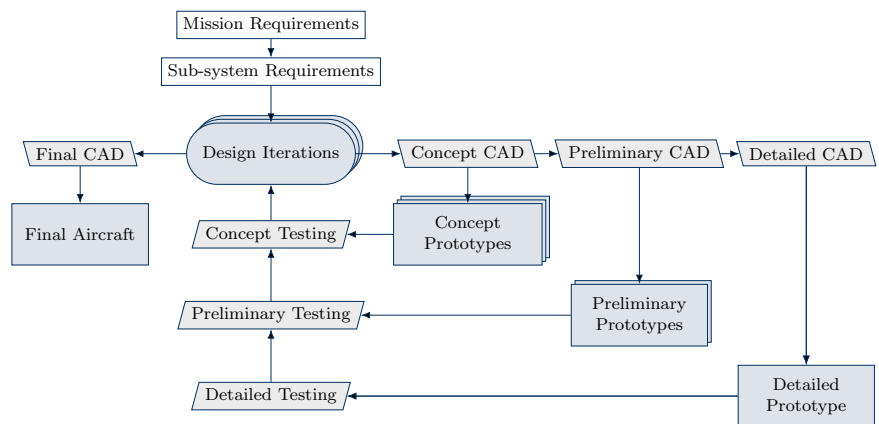 Mission Requirements
Sub-system Requirements
Final CAD
Design Iterations
Concept CAD
Preliminary CAD
Detailed CAD
Final Aircraft
Concept Testing
Concept
Prototypes
Preliminary Testing
Preliminary
Prototypes
Detailed Testing
Detailed
Prototype